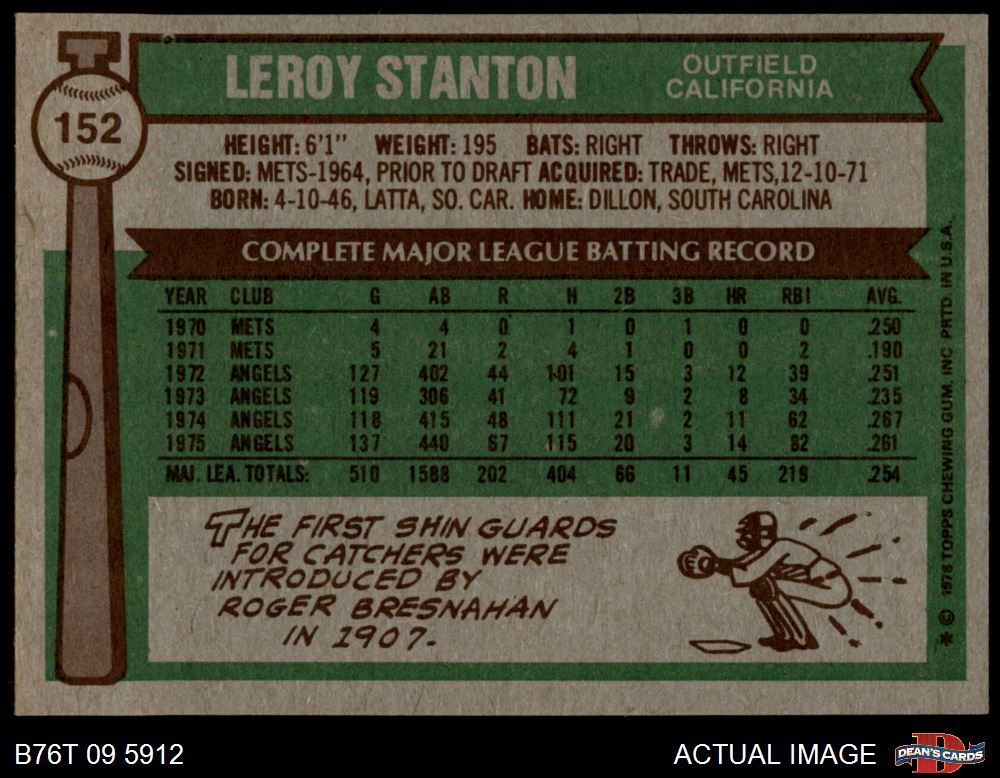 152
LEROY STANTON
OUTFIELD
CALIFORNIA
HEIGHT: 6'1" WEIGHT: 195 BATS: RIGHT THROWS: RIGHT
SIGNED: METS-1964, PRIOR TO DRAFT ACQUIRED: TRADE, METS,12-10-71
BORN: 4-10-46, LATTA, SO. CAR. HOME: DILLON, SOUTH CAROLINA
COMPLETE MAJOR LEAGUE BATTING RECORD
YEAR CLUB G AB R H 2B 3B HR RBI AVG.
1970 METS 4 4 0 1 0 1 0 0 .250
1971 METS 5 21 2 4 1 0 0 2 .190
1972 ANGELS 127 402 44 101 15 3 12 39 .251
1973 ANGELS 119 306 41 72 9 2 8 34 .235
1974 ANGELS 118 415 48 111 21 2 11 62 .267
1975 ANGELS 137 440 67 115 20 3 14 82 .261
MAJ. LEA. TOTALS: 510 1588 202 404 66 11 45 219 .254
THE FIRST SHIN GUARDS
FOR CATCHERS WERE
INTRODUCED BY
ROGER BRESNAHAN
IN 1907.
* © 1976 TOPPS CHEWING GUM, INC. PRTD. IN U.S.A.
B76T 09 5912
ACTUAL IMAGE
DEAN'S CARDS